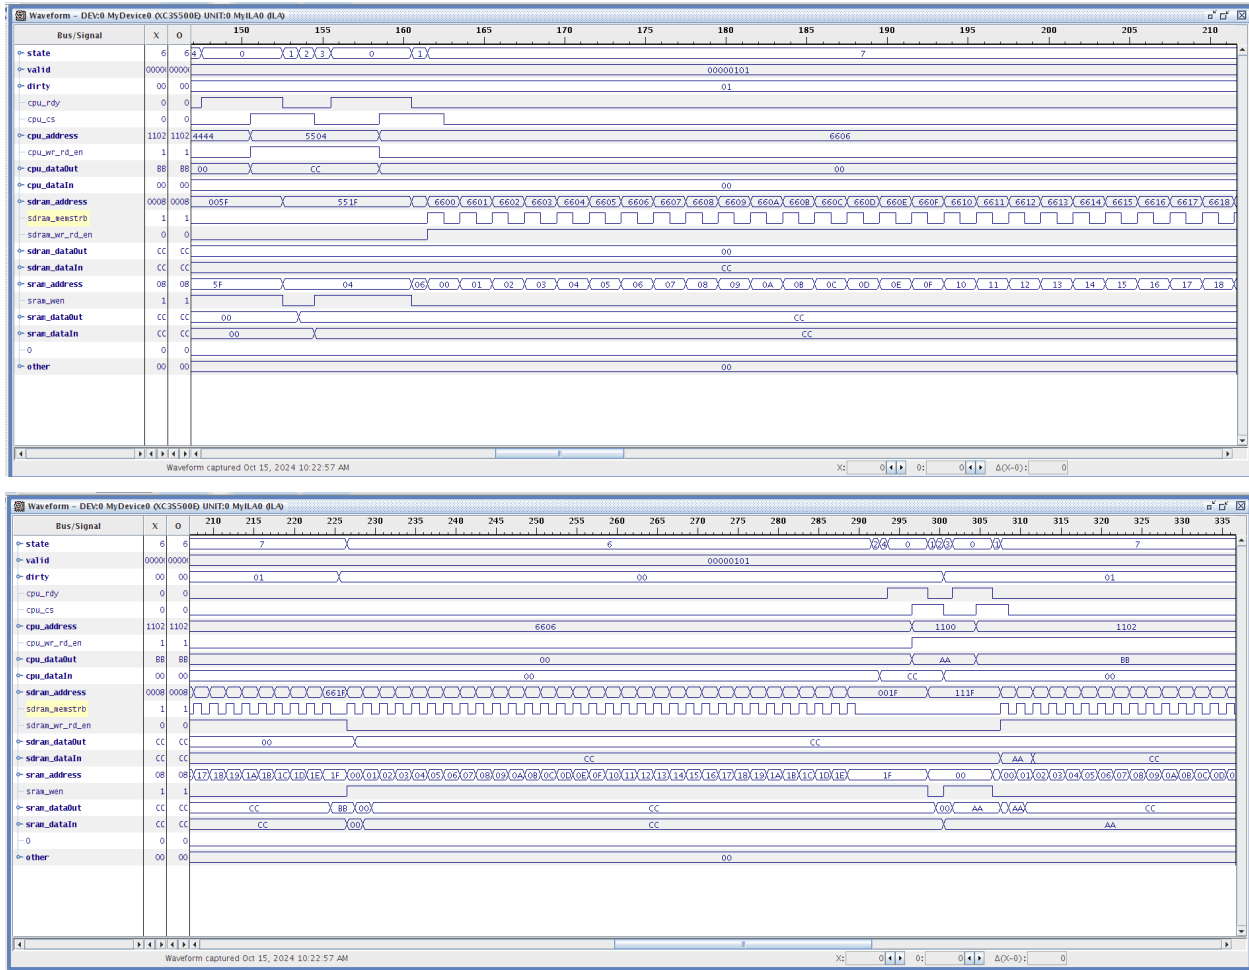 Waveform - DEV:0 MyDevice0 (XC3S500E) UNIT:0 MyILA0 (ILA)
Bus/Signal X O 150 155 160 165 170 175 180 185 190 195 200 205 210
state 6 6 4 0 1 2 3 0 1 7
valid 0000 0000 00000101
dirty 00 00 01
cpu_rdy 0 0
cpu_cs 0 0
cpu_address 1102 1102 4444 5504 6606
cpu_wr_rd_en 1 1
cpu_dataOut BB BB 00 CC 00
cpu_dataIn 00 00 00
sdram_address 0008 0008 005F 551F 6600 6601 6602 6603 6604 6605 6606 6607 6608 6609 660A 660B 660C 660D 660E 660F 6610 6611 6612 6613 6614 6615 6616 6617 6618
sdram_memstrb 1 1
sdram_wr_rd_en 0 0
sdram_dataOut CC CC 00
sdram_dataIn CC CC CC
sram_address 08 08 5F 04 06 00 01 02 03 04 05 06 07 08 09 0A 0B 0C 0D 0E 0F 10 11 12 13 14 15 16 17 18
sram_wen 1 1
sram_dataOut CC CC 00 CC
sram_dataIn CC CC 00 CC
0 0 0
other 00 00 00
Waveform captured Oct 15, 2024 10:22:57 AM X: 0 O: 0 Δ(X-O): 0
Waveform - DEV:0 MyDevice0 (XC3S500E) UNIT:0 MyILA0 (ILA)
Bus/Signal X O 210 215 220 225 230 235 240 245 250 255 260 265 270 275 280 285 290 295 300 305 310 315 320 325 330 335
state 6 6 7 6 2 4 0 1 2 3 0 1 7
valid 0000 0000 00000101
dirty 00 00 01 00 01
cpu_rdy 0 0
cpu_cs 0 0
cpu_address 1102 1102 6606 1100 1102
cpu_wr_rd_en 1 1
cpu_dataOut BB BB 00 AA BB
cpu_dataIn 00 00 00 CC 00
sdram_address 0008 0008 661F 001F 111F
sdram_memstrb 1 1
sdram_wr_rd_en 0 0
sdram_dataOut CC CC 00 CC
sdram_dataIn CC CC CC AA CC
sram_address 08 08 17 18 19 1A 1B 1C 1D 1E 1F 00 01 02 03 04 05 06 07 08 09 0A 0B 0C 0D 0E 0F 10 11 12 13 14 15 16 17 18 19 1A 1B 1C 1D 1E 1F 00 00 01 02 03 04 05 06 07 08 09 0A 0B 0C 0D
sram_wen 1 1
sram_dataOut CC CC CC BB 00 CC 00 AA AA CC
sram_dataIn CC CC CC 00 CC AA
0 0 0
other 00 00 00
Waveform captured Oct 15, 2024 10:22:57 AM X: 0 O: 0 Δ(X-O): 0